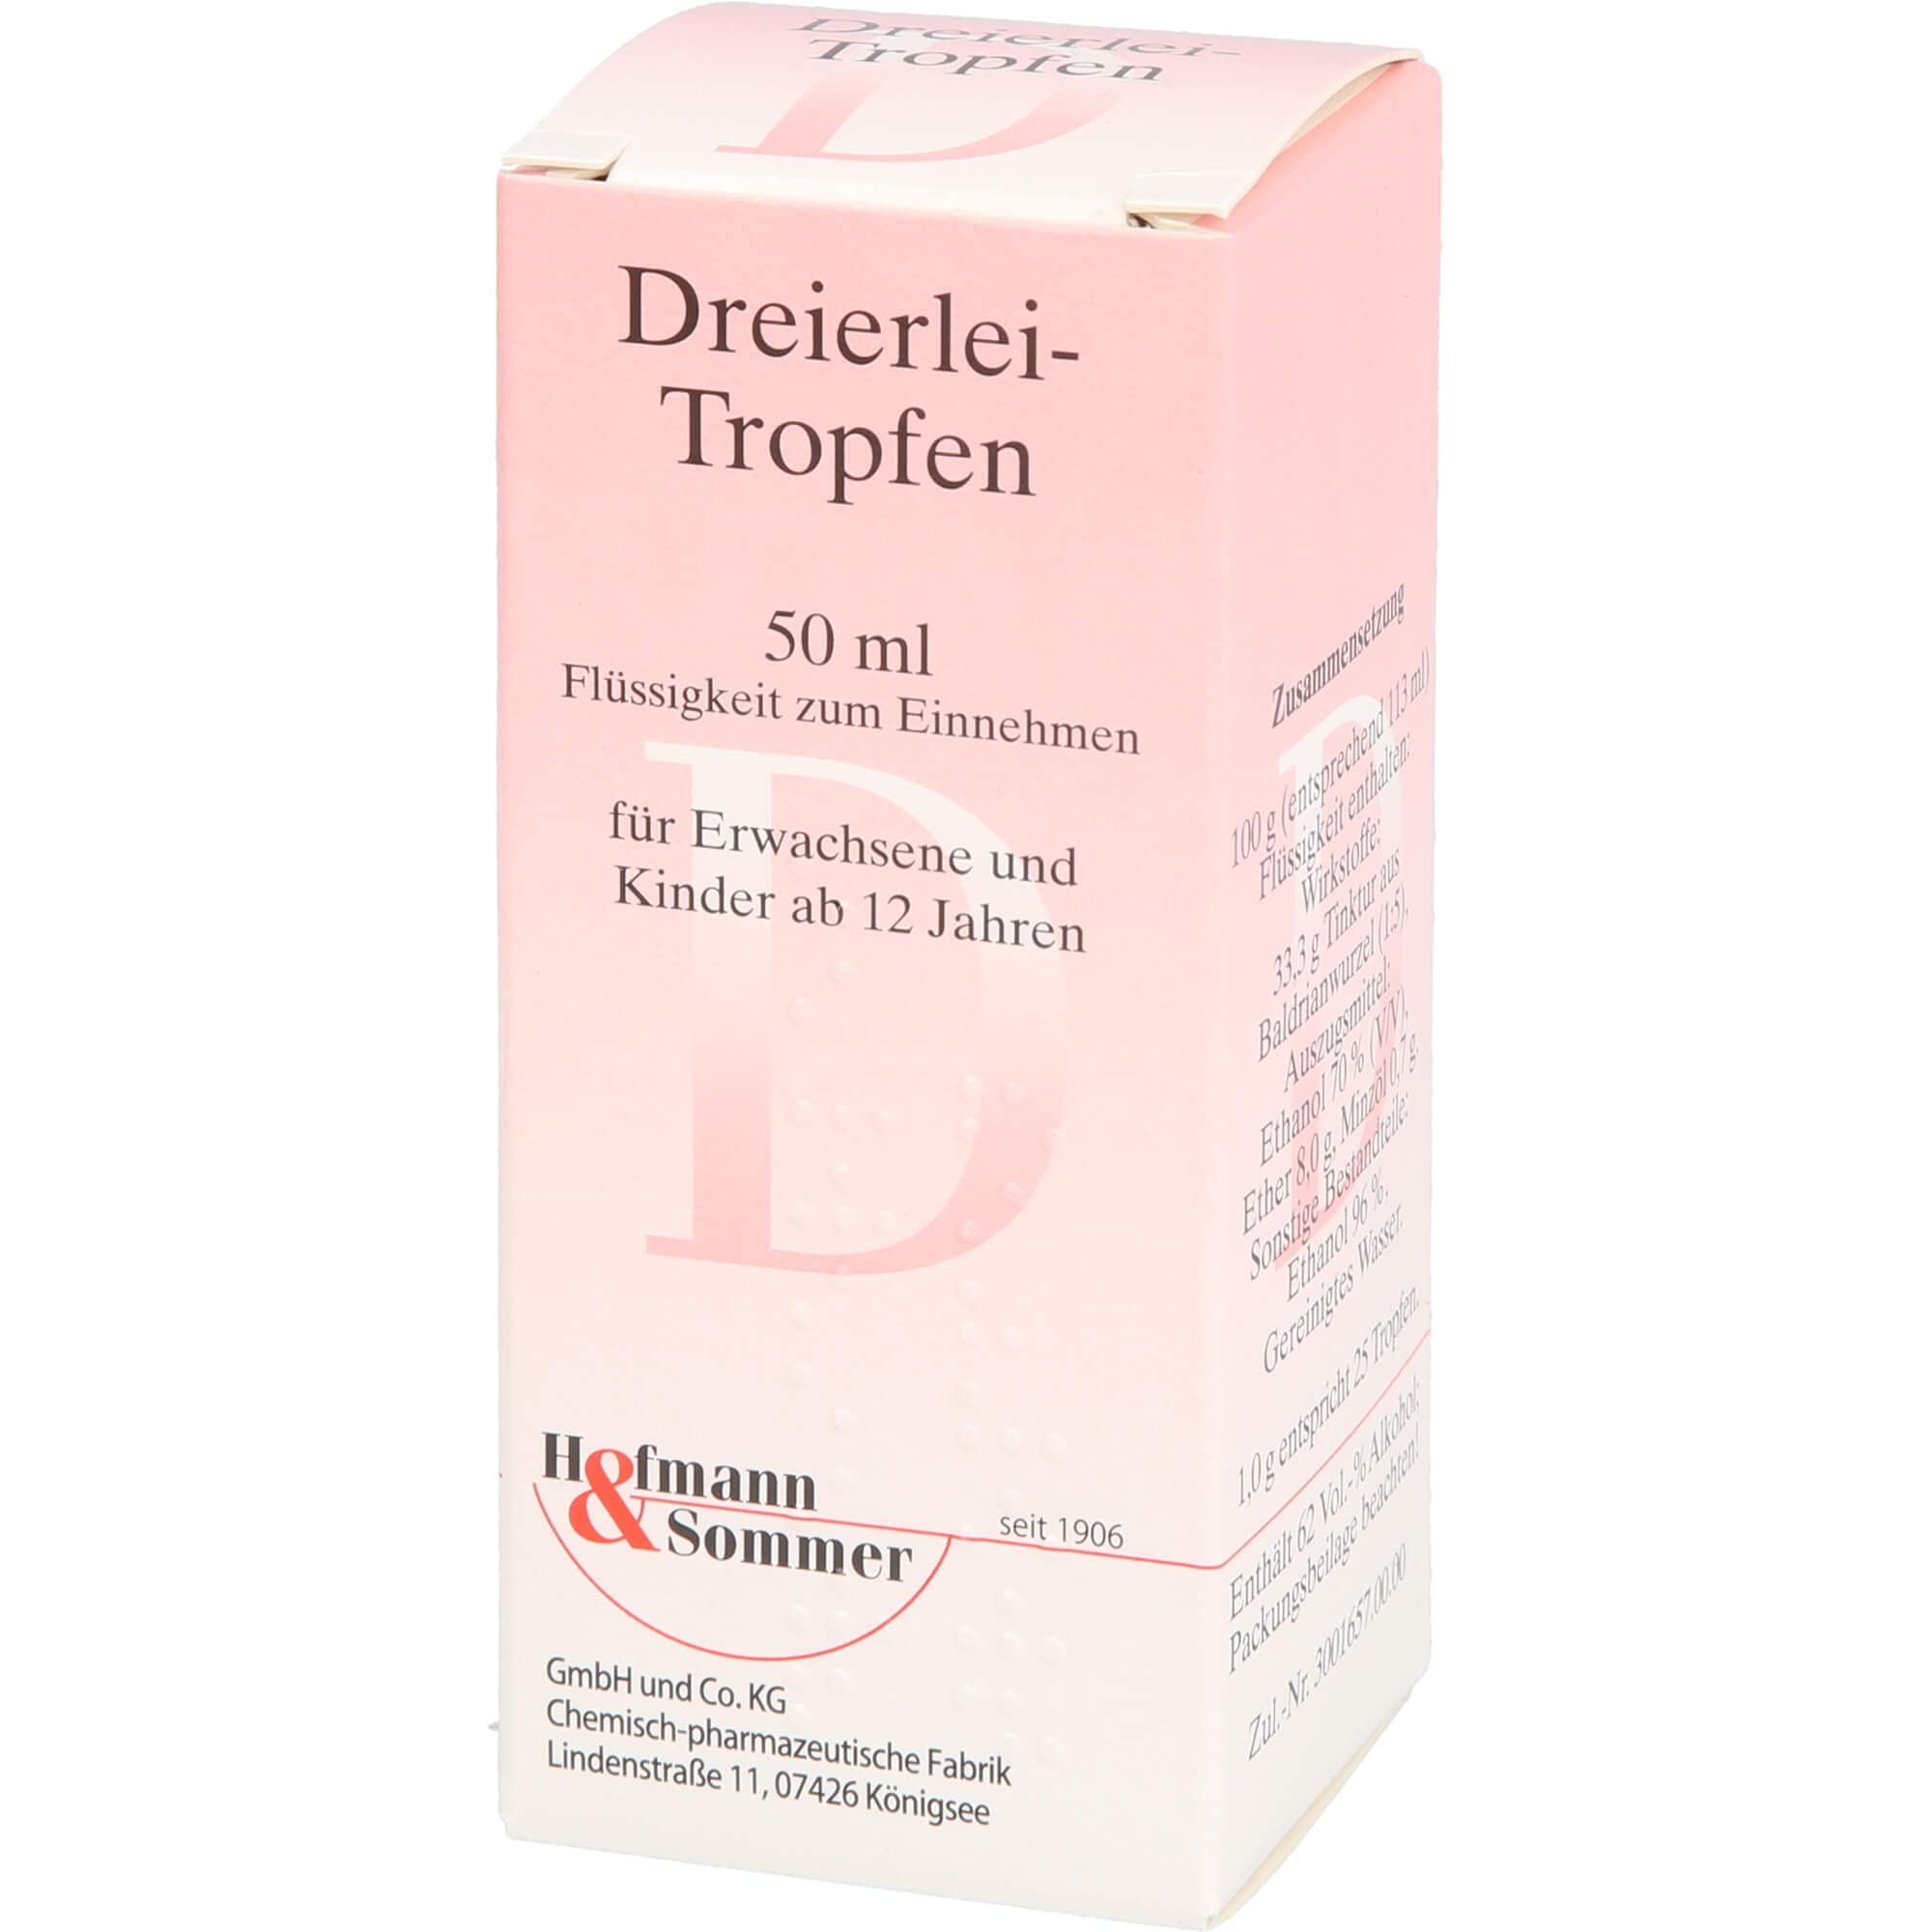 Dreierlei-
Tropfen
Dreierlei-
Tropfen
50 ml
Flüssigkeit zum Einnehmen
für Erwachsene und
Kinder ab 12 Jahren
D
Hofmann
& Sommer
seit 1906
GmbH und Co. KG
Chemisch-pharmazeutische Fabrik
Lindenstraße 11, 07426 Königsee
Zusammensetzung
100 g (entsprechend 113 ml)
Flüssigkeit enthalten:
Wirkstoffe:
33,3 g Tinktur aus
Baldrianwurzel (1:5),
Auszugsmittel:
Ethanol 70 % (V/V),
Ether 8,0 g, Minzöl 0,7 g.
Sonstige Bestandteile:
Ethanol 96 %,
Gereinigtes Wasser.
1,0 g entspricht 25 Tropfen.
Enthält 62 Vol.-% Alkohol;
Packungsbeilage beachten!
Zul.-Nr. 3001657.00.00